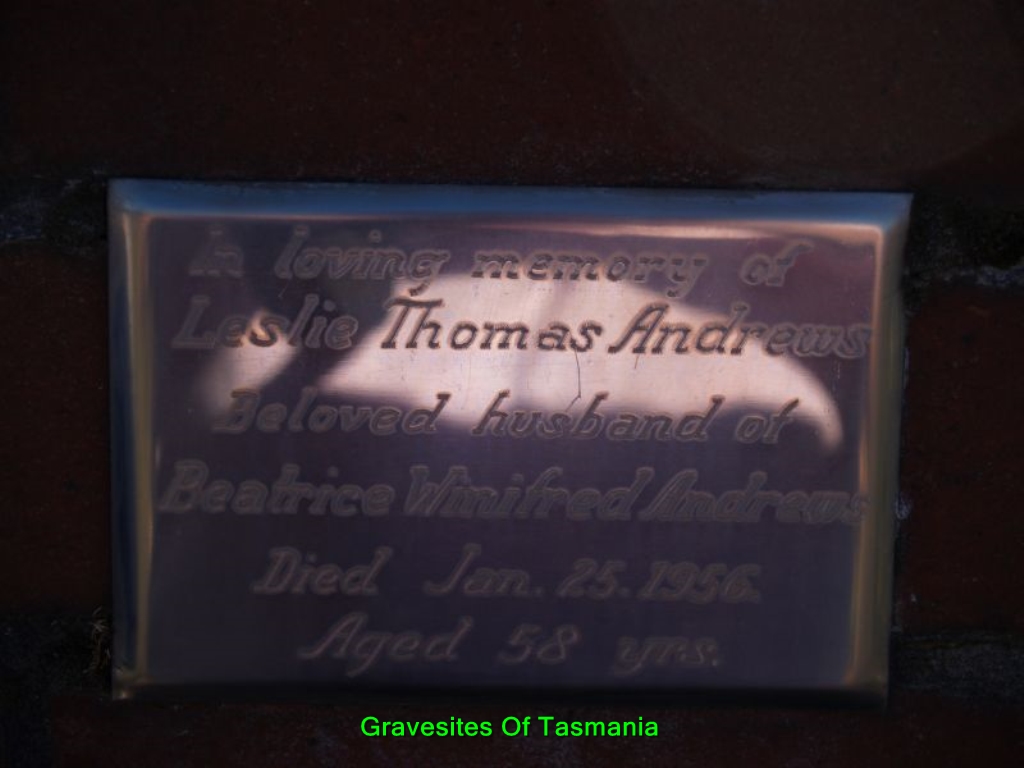 In loving memory of
Leslie Thomas Andrews
Beloved husband of
Beatrice Winifred Andrews
Died Jan. 25. 1956.
Aged 58 yrs.
Gravesites Of Tasmania